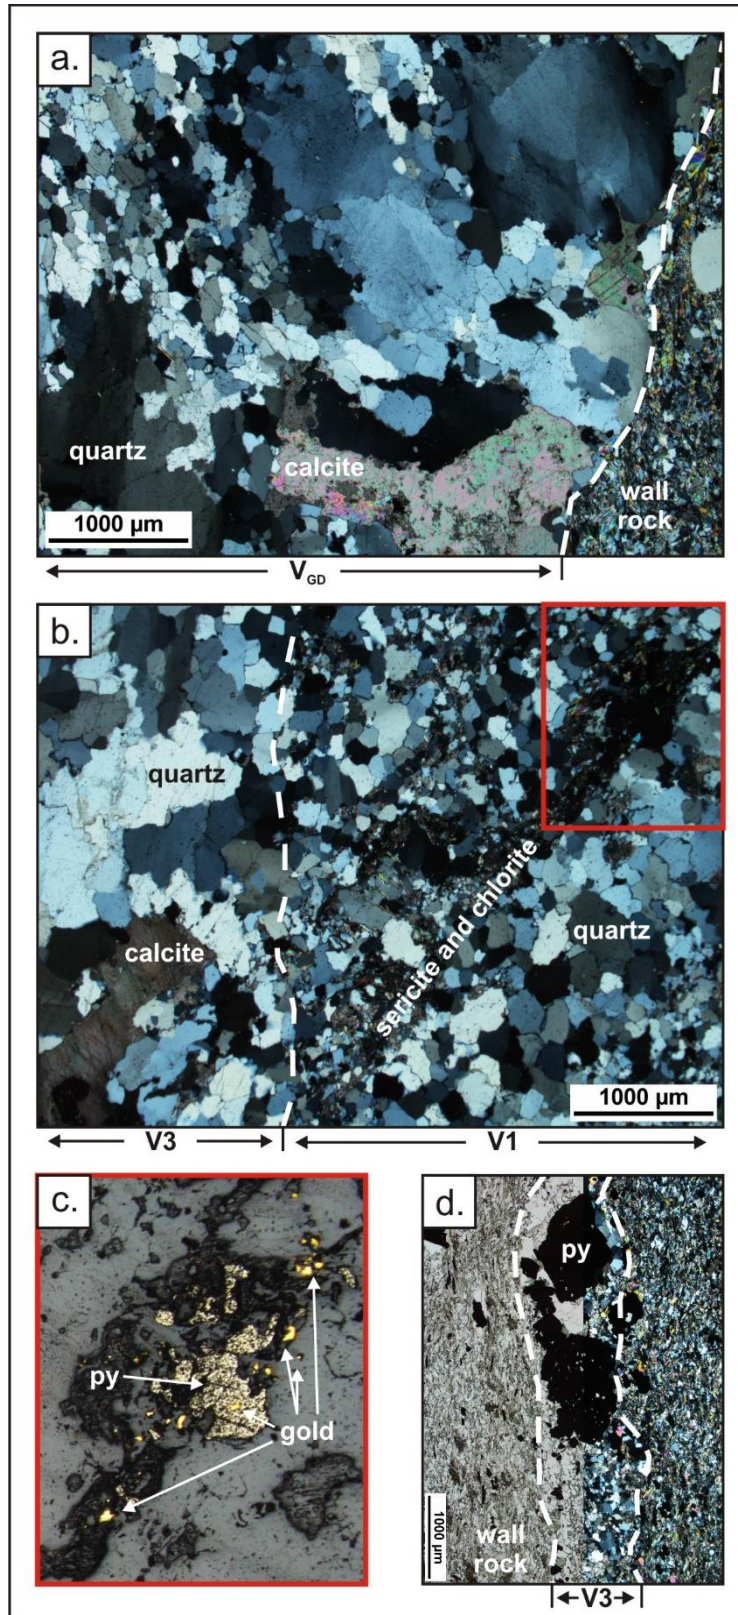 a.
quartz
calcite
wall
rock
1000 µm
V_GD
b.
quartz
calcite
sericite and chlorite
quartz
1000 µm
V3
V1
c.
py
gold
d.
py
wall
rock
1000 µm
V3